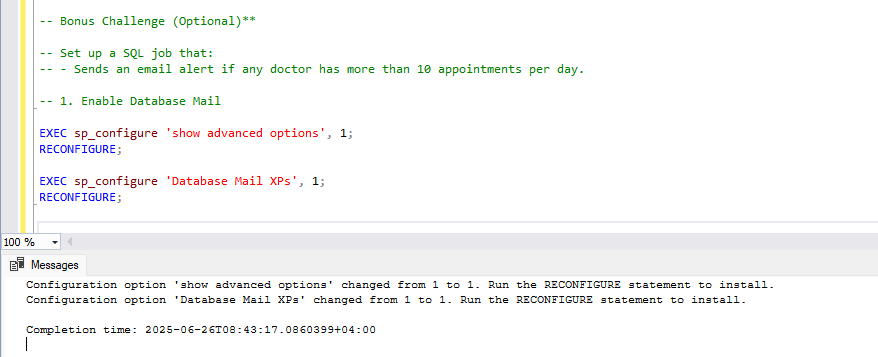 -- Bonus Challenge (Optional)**
-- Set up a SQL job that:
-- - Sends an email alert if any doctor has more than 10 appointments per day.
-- 1. Enable Database Mail
EXEC sp_configure 'show advanced options', 1;
RECONFIGURE;
EXEC sp_configure 'Database Mail XPs', 1;
RECONFIGURE;
100 %
Messages
Configuration option 'show advanced options' changed from 1 to 1. Run the RECONFIGURE statement to install.
Configuration option 'Database Mail XPs' changed from 1 to 1. Run the RECONFIGURE statement to install.
Completion time: 2025-06-26T08:43:17.0860399+04:00